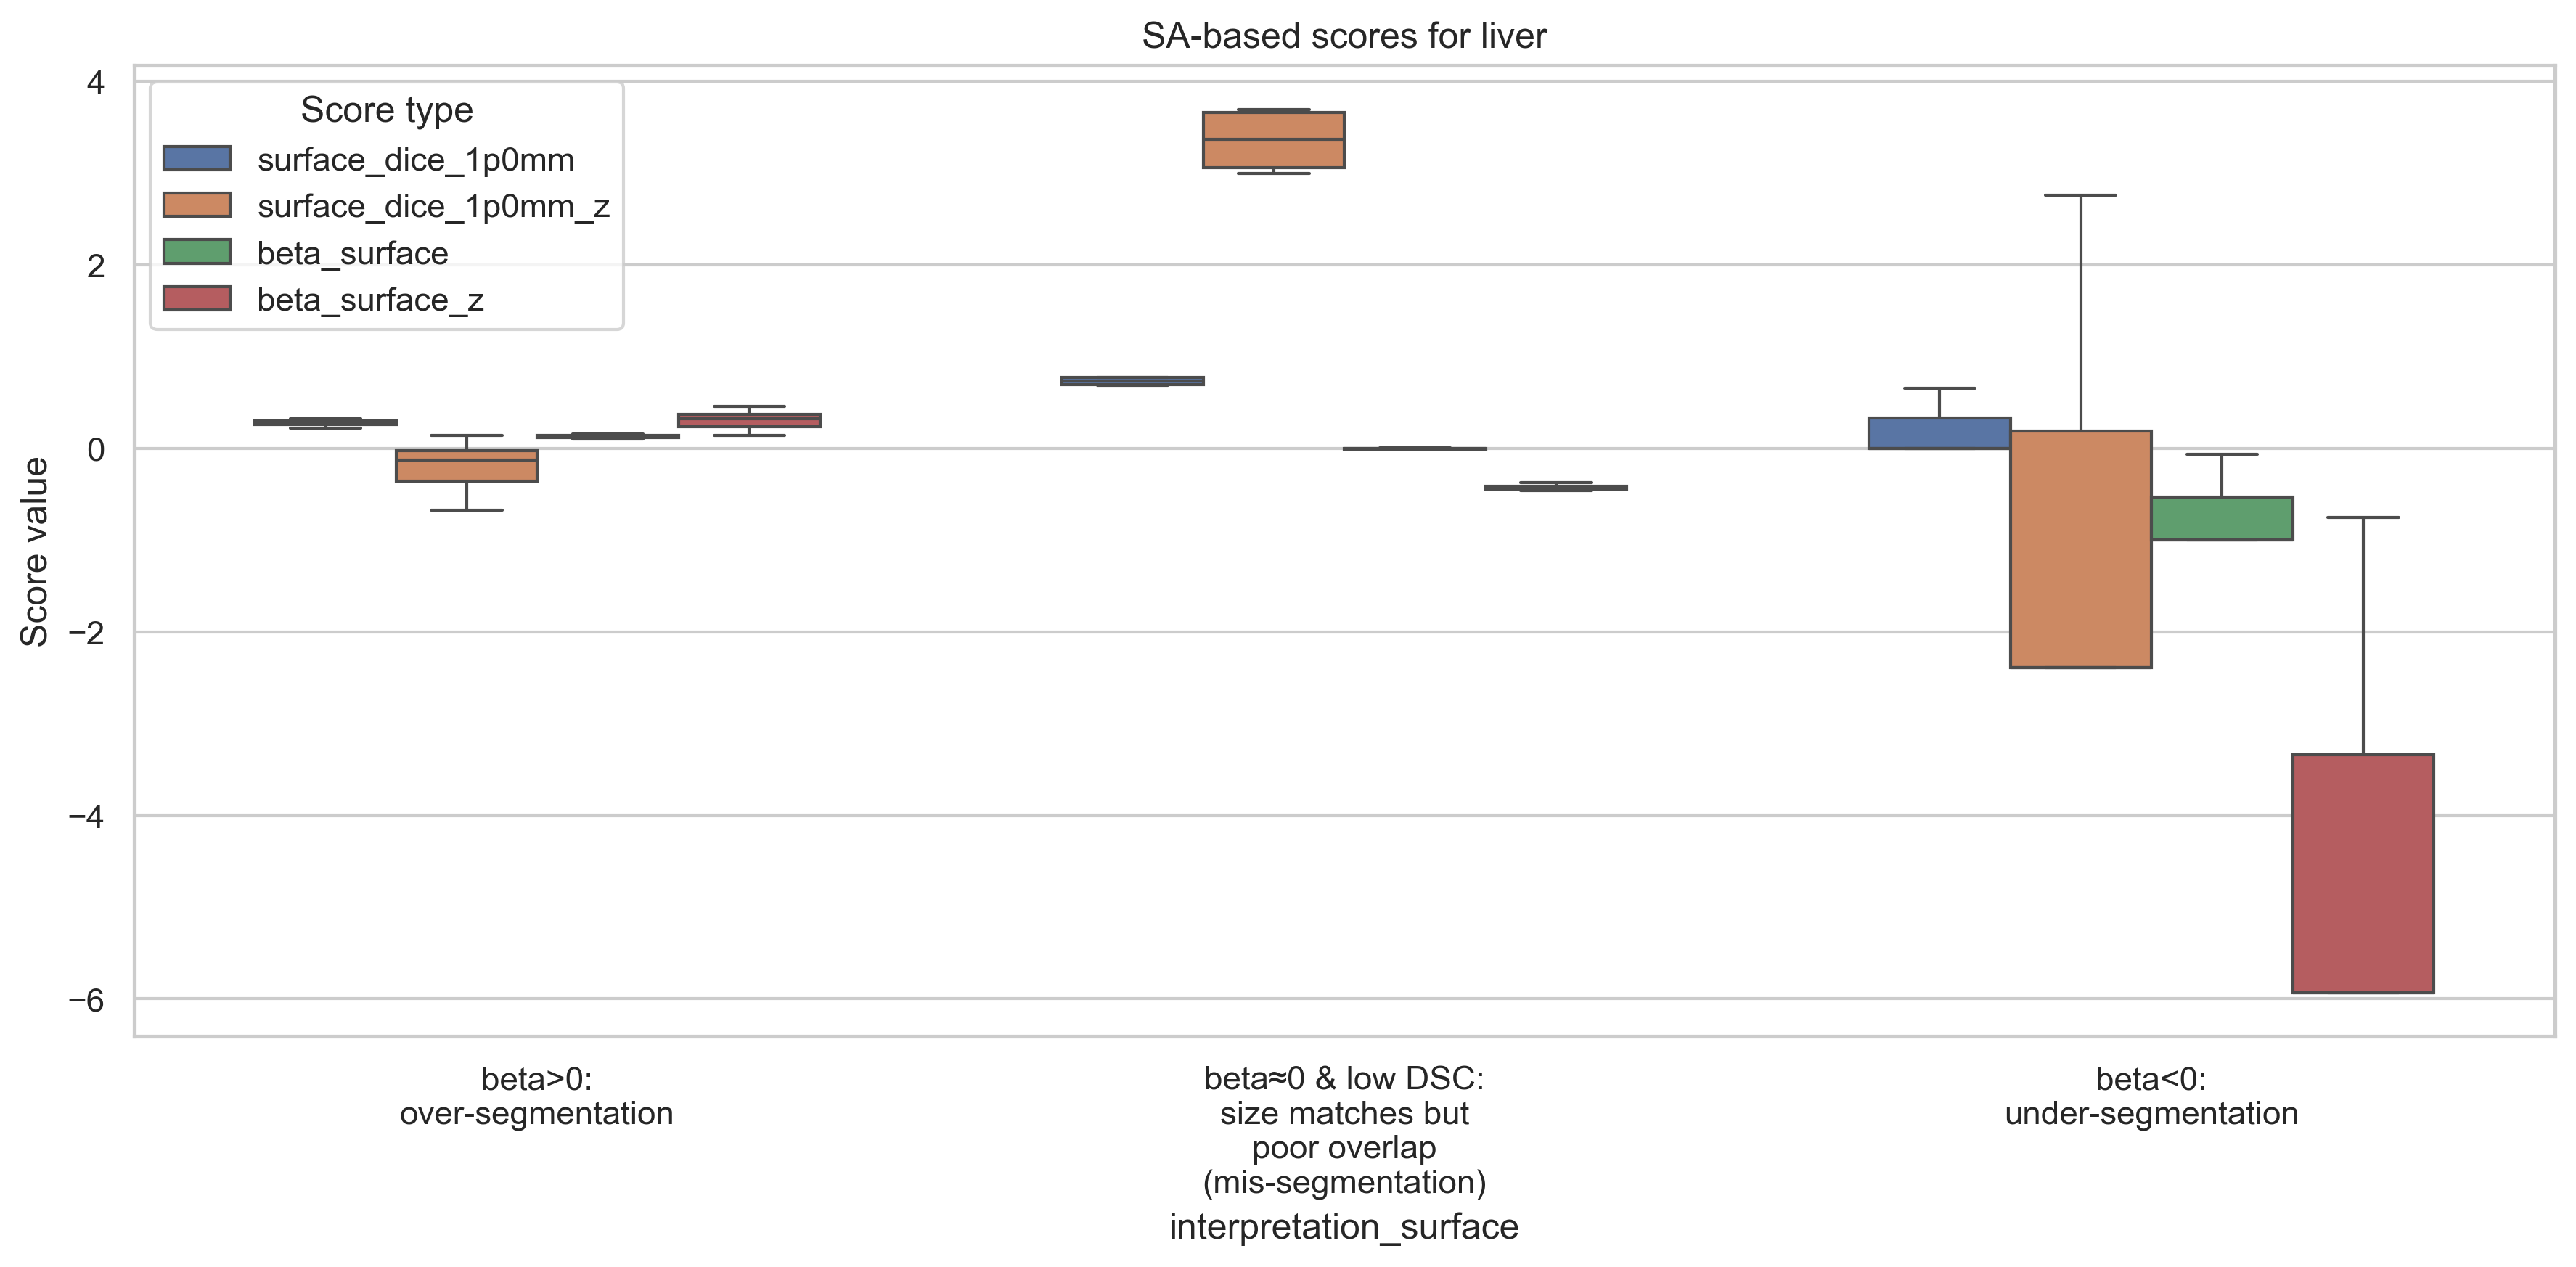 SA-based scores for liver
Score type
surface_dice_1p0mm
surface_dice_1p0mm_z
beta_surface
beta_surface_z
Score value
4
2
0
−2
−4
−6
beta>0:
over-segmentation
beta≈0 & low DSC:
size matches but
poor overlap
(mis-segmentation)
beta<0:
under-segmentation
interpretation_surface